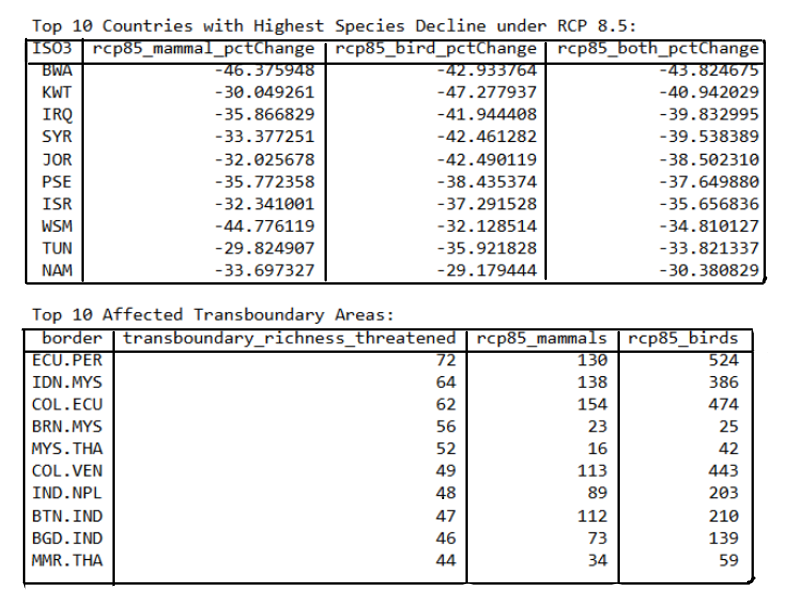 Top 10 Countries with Highest Species Decline under RCP 8.5:
ISO3 rcp85_mammal_pctChange rcp85_bird_pctChange rcp85_both_pctChange
BWA -46.375948 -42.933764 -43.824675
KWT -30.049261 -47.277937 -40.942029
IRQ -35.866829 -41.944408 -39.832995
SYR -33.377251 -42.461282 -39.538389
JOR -32.025678 -42.490119 -38.502310
PSE -35.772358 -38.435374 -37.649880
ISR -32.341001 -37.291528 -35.656836
WSM -44.776119 -32.128514 -34.810127
TUN -29.824907 -35.921828 -33.821337
NAM -33.697327 -29.179444 -30.380829
Top 10 Affected Transboundary Areas:
border transboundary_richness_threatened rcp85_mammals rcp85_birds
ECU.PER 72 130 524
IDN.MYS 64 138 386
COL.ECU 62 154 474
BRN.MYS 56 23 25
MYS.THA 52 16 42
COL.VEN 49 113 443
IND.NPL 48 89 203
BTN.IND 47 112 210
BGD.IND 46 73 139
MMR.THA 44 34 59